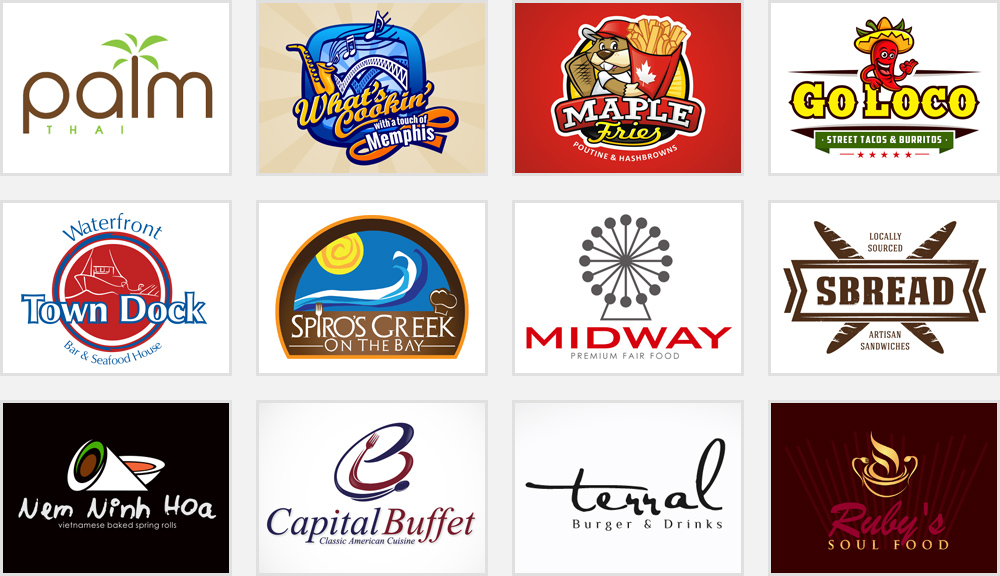 palm
THAI
What's
Cookin'
with a touch of
Memphis
MAPLE
Fries
POUTINE & HASHBROWNS
GO LOCO
STREET TACOS & BURRITOS
Waterfront
Town Dock
Bar & Seafood House
SPIRO'S GREEK
ON THE BAY
MIDWAY
PREMIUM FAIR FOOD
LOCALLY
SOURCED
SBREAD
ARTISAN
SANDWICHES
Nem Ninh Hoa
vietnamese baked spring rolls
Capital Buffet
Classic American Cuisine
terral
Burger & Drinks
Ruby's
SOUL FOOD